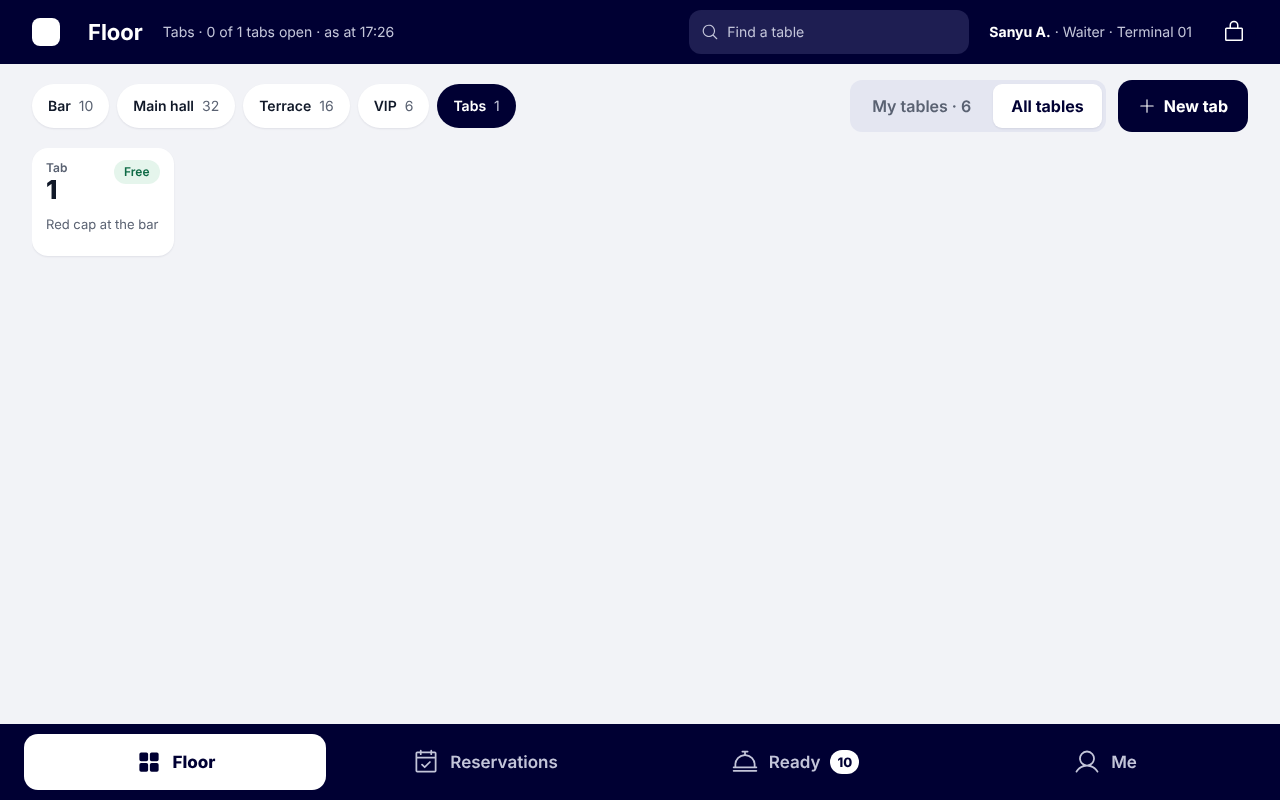 Floor
Tabs · 0 of 1 tabs open · as at 17:26
Find a table
Sanyu A. · Waiter · Terminal 01
Bar 10
Main hall 32
Terrace 16
VIP 6
Tabs 1
My tables · 6
All tables
New tab
Tab
1
Free
Red cap at the bar
Floor
Reservations
Ready 10
Me